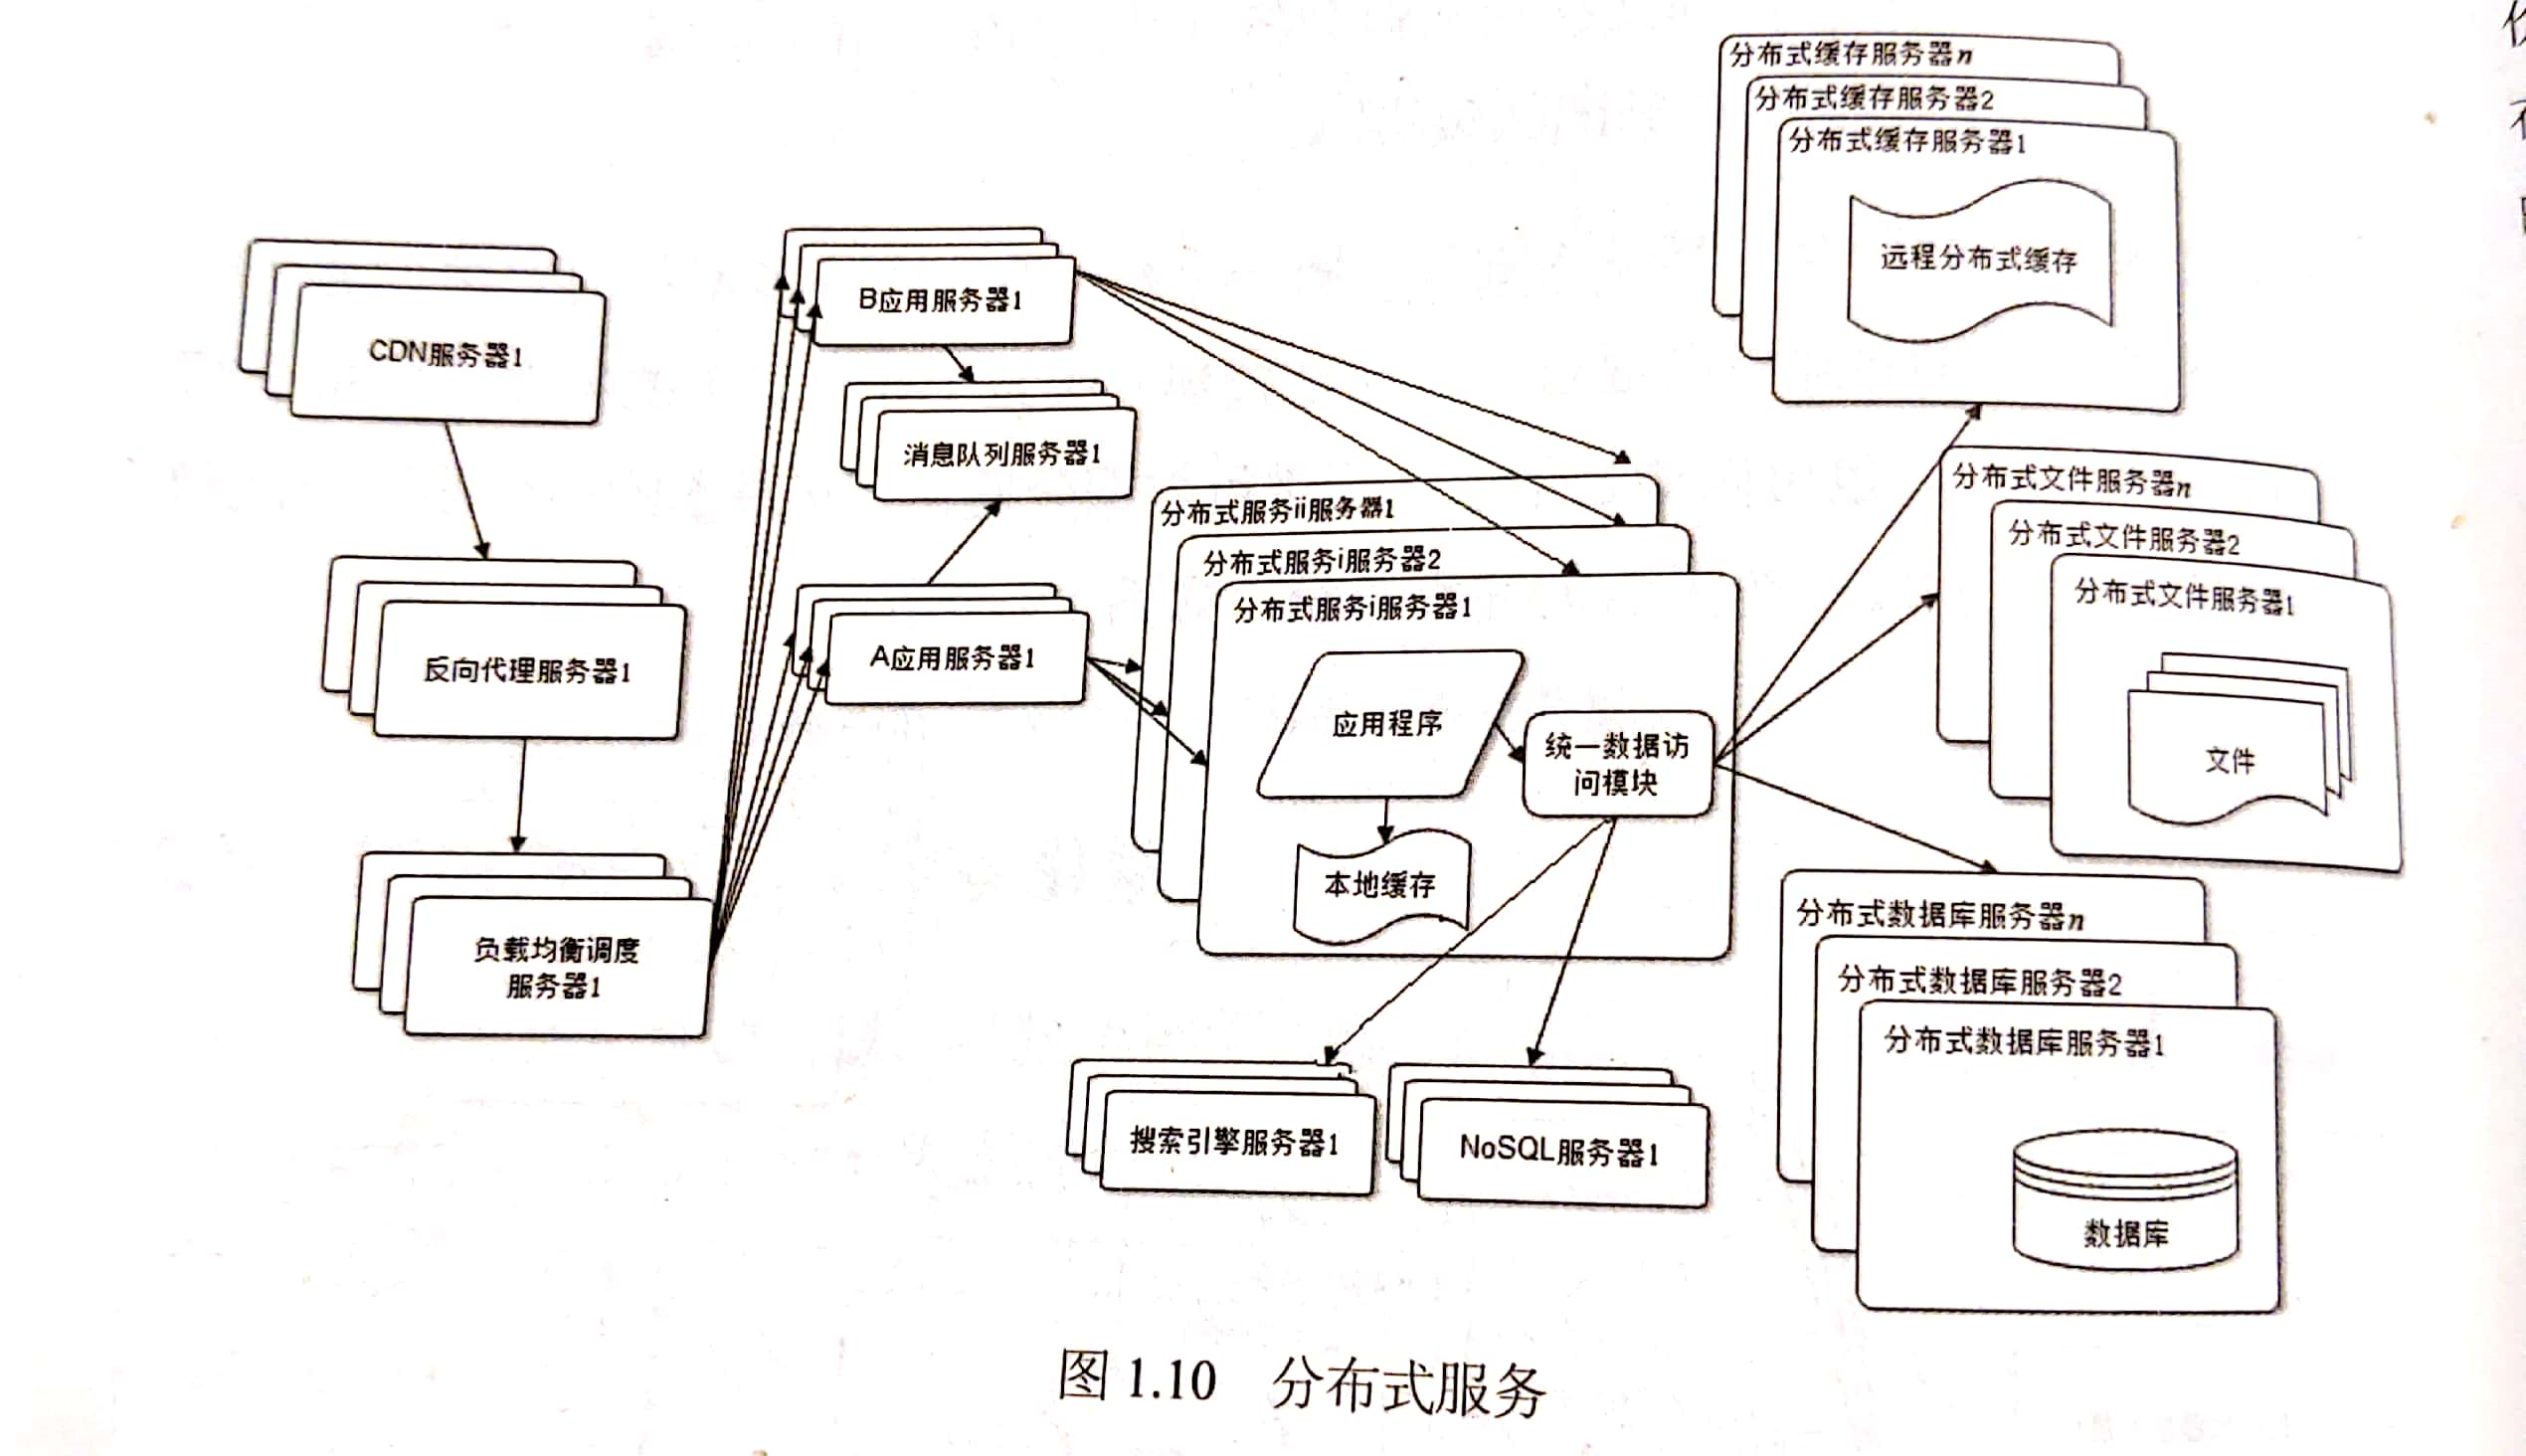 分布式缓存服务器n
分布式缓存服务器2
分布式缓存服务器1
远程分布式缓存
CDN服务器1
B应用服务器1
消息队列服务器1
分布式文件服务器n
分布式文件服务器2
分布式文件服务器1
文件
分布式服务ii服务器1
分布式服务i服务器2
分布式服务i服务器1
反向代理服务器1
A应用服务器1
应用程序
统一数据访
问模块
本地缓存
负载均衡调度
服务器1
分布式数据库服务器n
分布式数据库服务器2
分布式数据库服务器1
数据库
搜索引擎服务器1
NoSQL服务器1
图 1.10 分布式服务